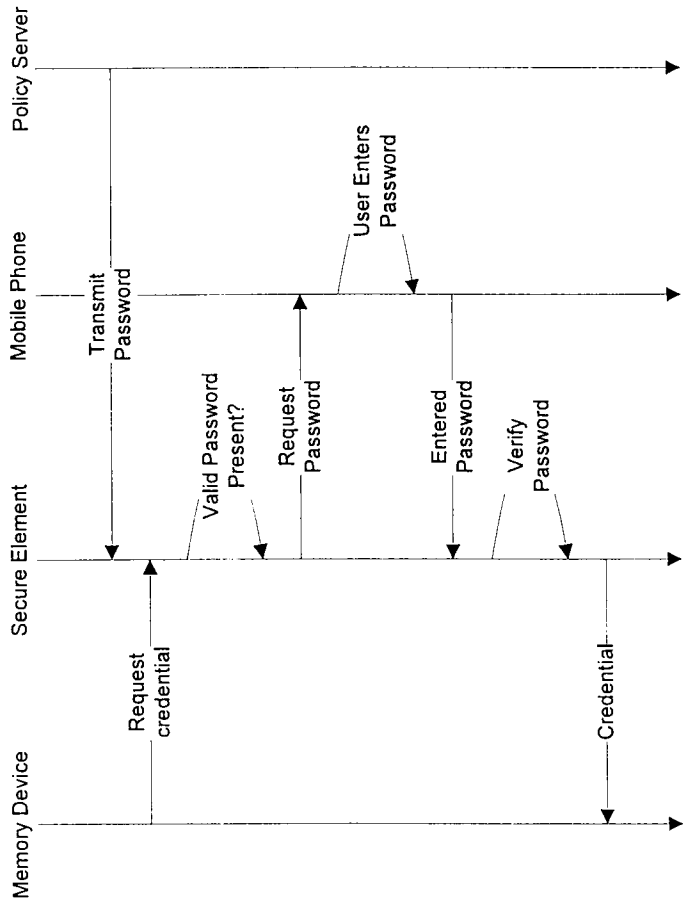 Memory Device
Secure Element
Mobile Phone
Policy Server
Transmit
Password
Request
credential
Valid Password
Present?
Request
Password
User Enters
Password
Entered
Password
Verify
Password
Credential